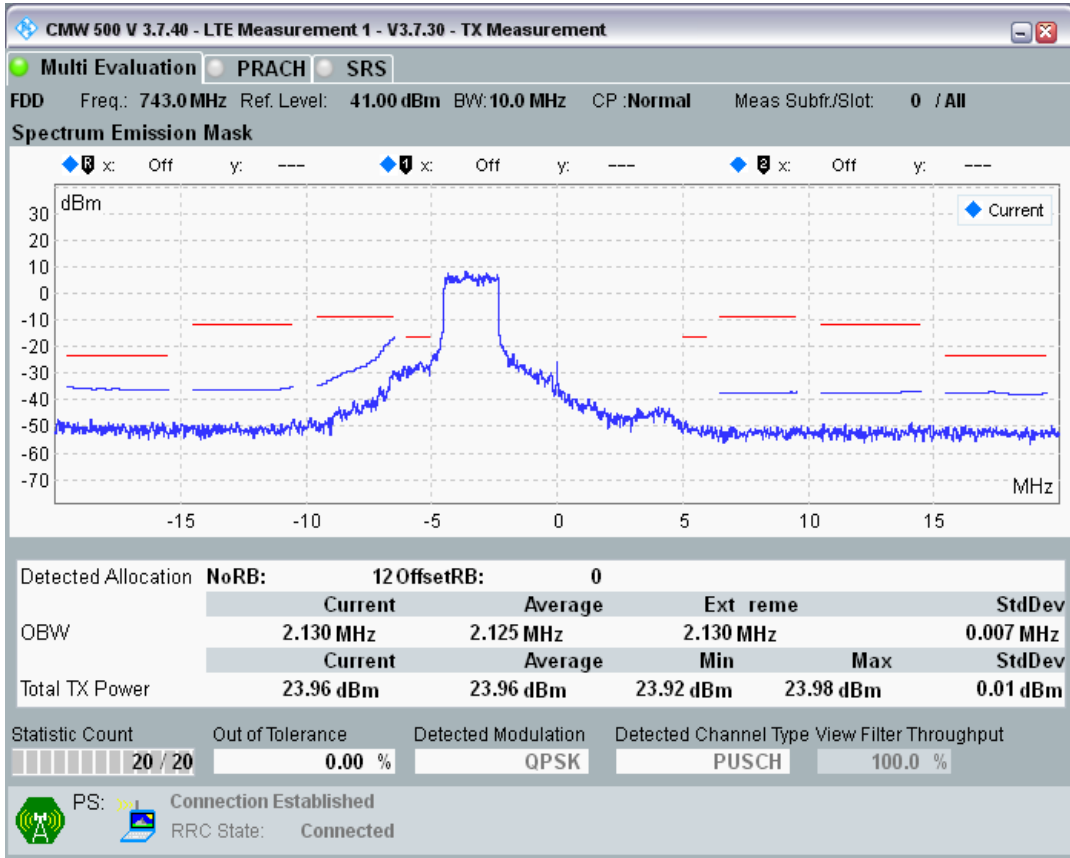 CMW 500 V 3.7.40 - LTE Measurement 1 - V3.7.30 - TX Measurement
Multi Evaluation PRACH SRS
FDD Freq.: 743.0 MHz Ref. Level: 41.00 dBm BW: 10.0 MHz CP :Normal Meas Subfr./Slot: 0 / All
Spectrum Emission Mask
R x: Off y: --- 1 x: Off y: --- 2 x: Off y: ---
dBm
Current
30
20
10
0
-10
-20
-30
-40
-50
-60
-70
MHz
-15 -10 -5 0 5 10 15
Detected Allocation NoRB: 12 OffsetRB: 0
Current Average Ext reme StdDev
OBW 2.130 MHz 2.125 MHz 2.130 MHz 0.007 MHz
Current Average Min Max StdDev
Total TX Power 23.96 dBm 23.96 dBm 23.92 dBm 23.98 dBm 0.01 dBm
Statistic Count Out of Tolerance Detected Modulation Detected Channel Type View Filter Throughput
20 / 20 0.00 % QPSK PUSCH 100.0 %
PS: Connection Established
RRC State: Connected